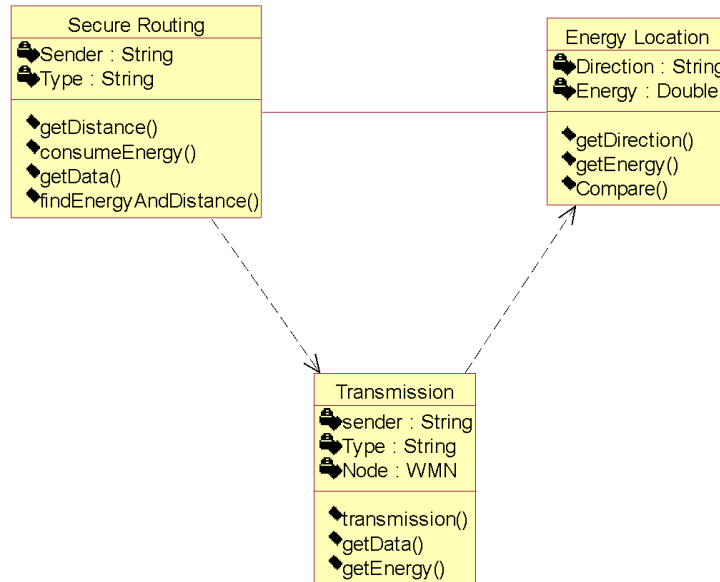 Secure Routing
Sender : String
Type : String
getDistance()
consumeEnergy()
getData()
findEnergyAndDistance()
Energy Location
Direction : String
Energy : Double
getDirection()
getEnergy()
Compare()
Transmission
sender : String
Type : String
Node : WMN
transmission()
getData()
getEnergy()